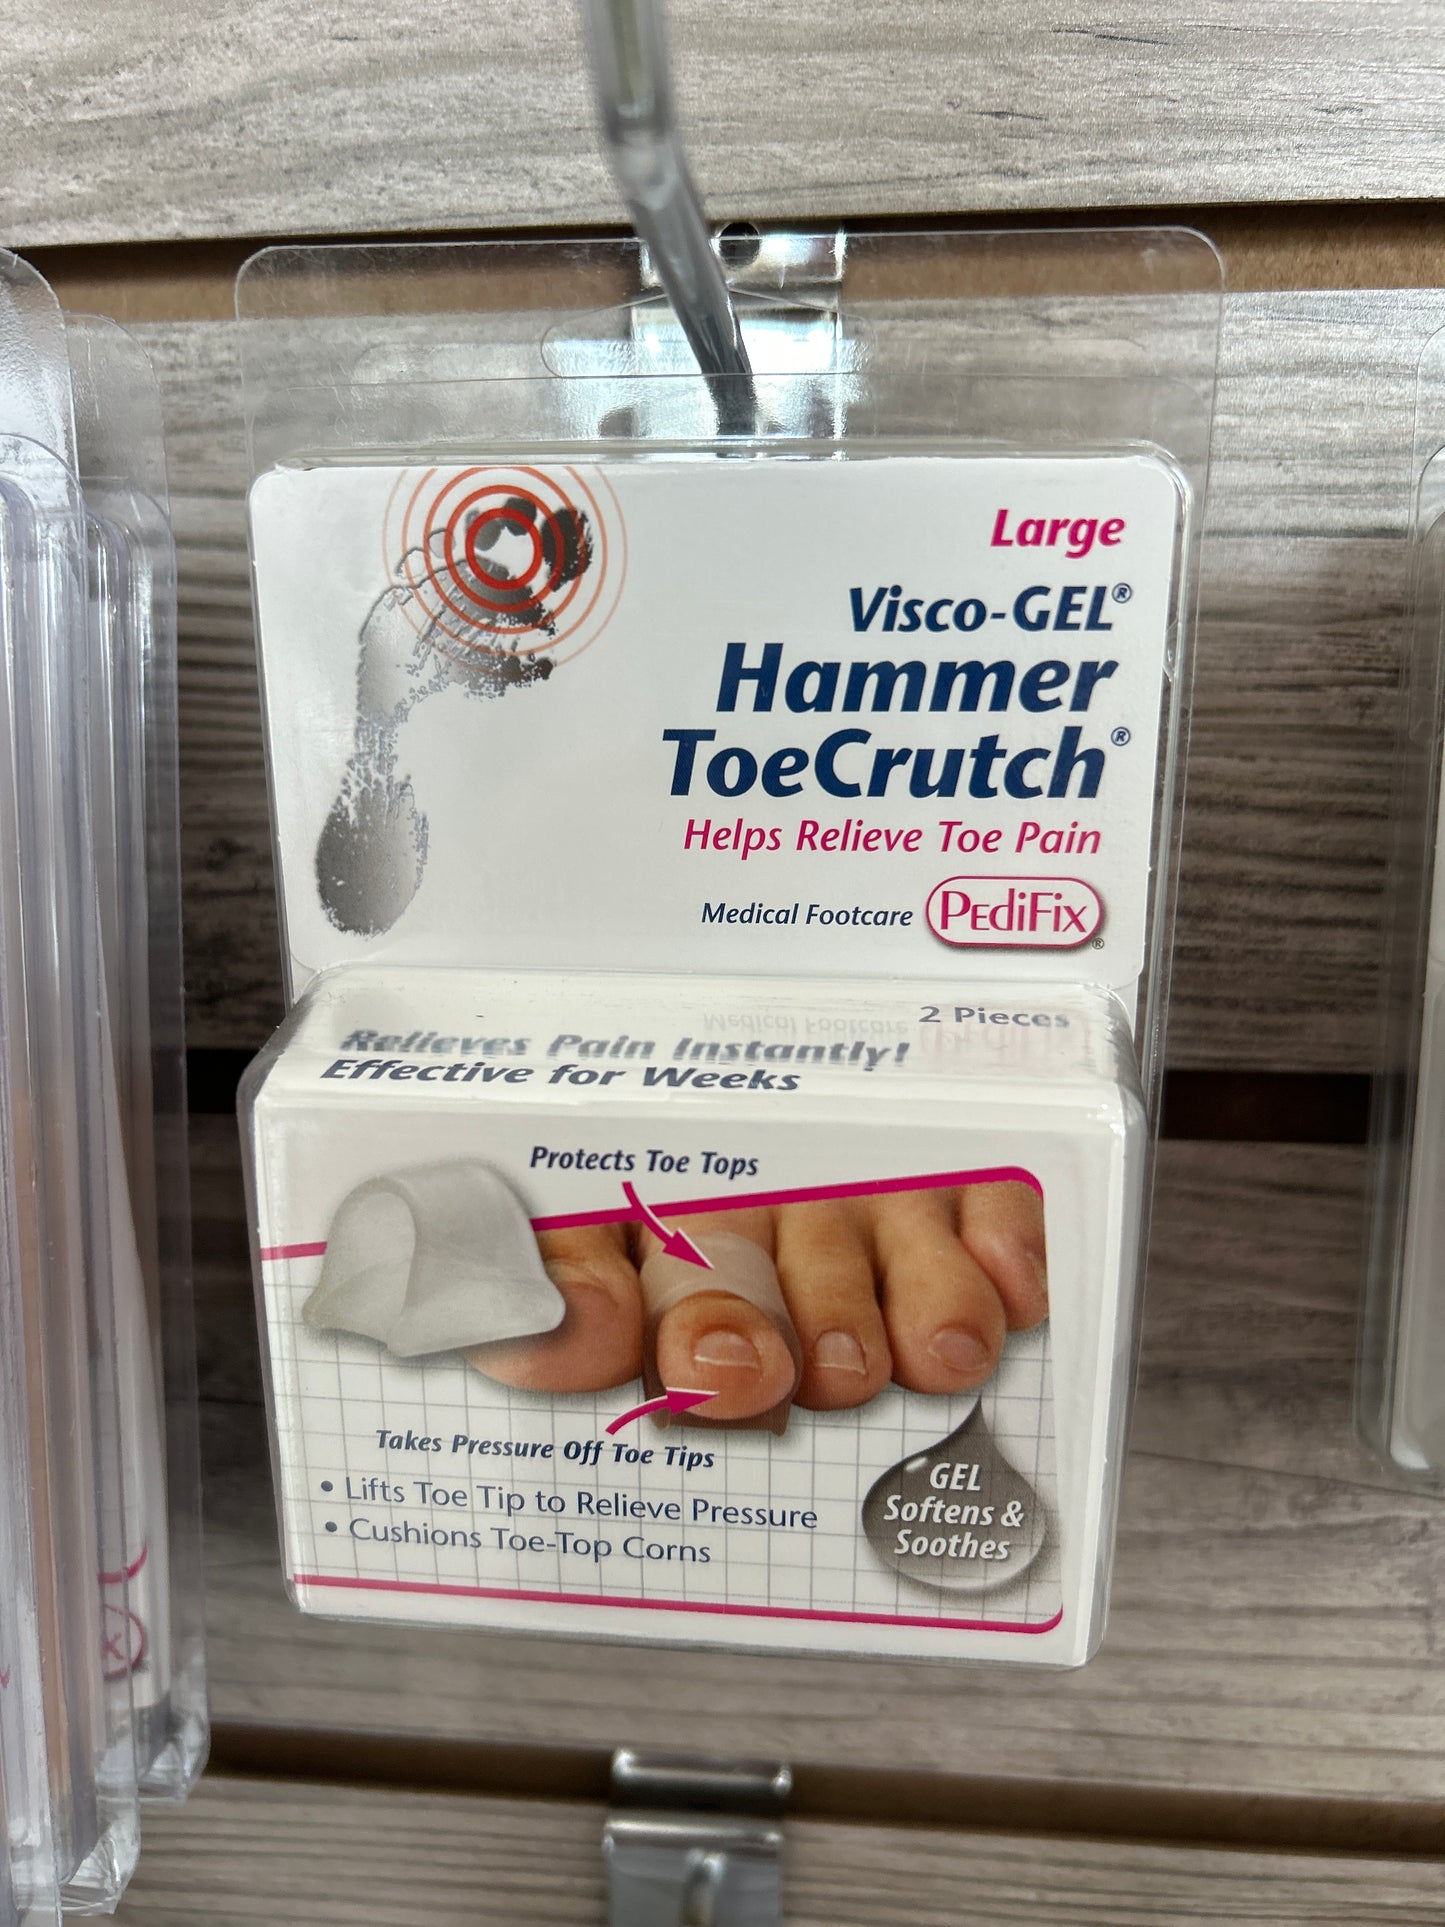 Large
Visco-GEL®
Hammer
ToeCrutch®
Helps Relieve Toe Pain
Medical Footcare PEdiFix®
2 Pieces
Relieves Pain Instantly!
Effective for Weeks
Protects Toe Tops
Takes Pressure Off Toe Tips
• Lifts Toe Tip to Relieve Pressure
• Cushions Toe-Top Corns
GEL
Softens &
Soothes